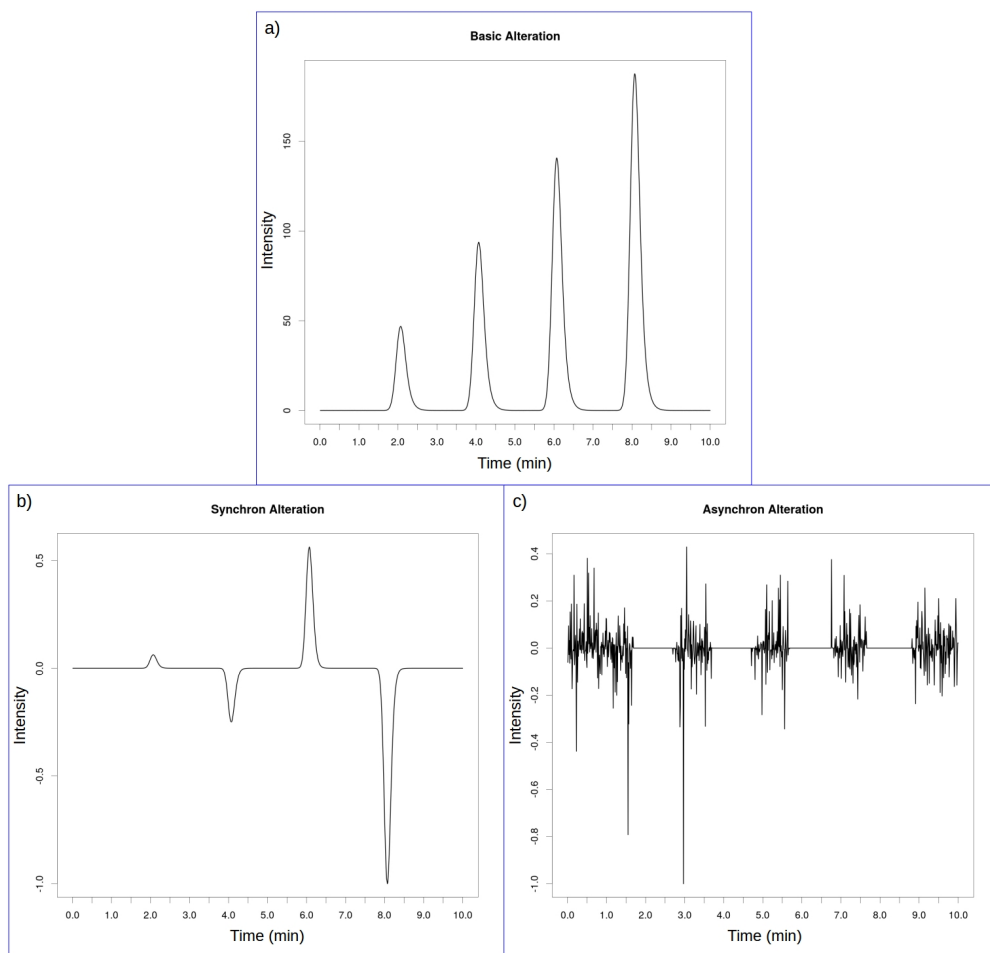 a)
Basic Alteration
150
100
50
0
Intensity
0.0 1.0 2.0 3.0 4.0 5.0 6.0 7.0 8.0 9.0 10.0
Time (min)
b)
Synchron Alteration
0.5
0.0
-0.5
-1.0
Intensity
0.0 1.0 2.0 3.0 4.0 5.0 6.0 7.0 8.0 9.0 10.0
Time (min)
c)
Asynchron Alteration
0.4
0.2
0.0
-0.2
-0.4
-0.6
-0.8
-1.0
Intensity
0.0 1.0 2.0 3.0 4.0 5.0 6.0 7.0 8.0 9.0 10.0
Time (min)